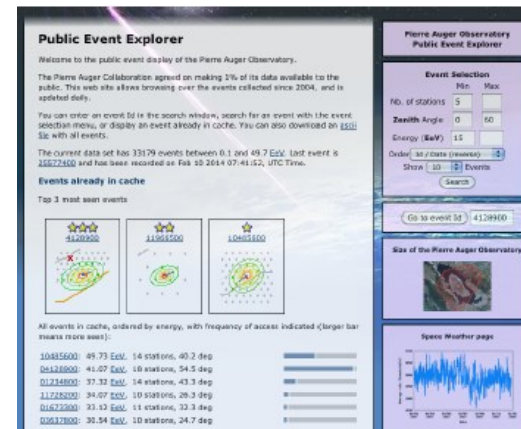 Public Event Explorer
Welcome to the public event display of the Pierre Auger Observatory.
The Pierre Auger Collaboration agreed on making 1% of its data available to the
public. This web site allows browsing over the events collected since 2004, and is
updated daily.
You can enter an event Id in the search window, search for an event with the event
selection menu, or display an event already in cache. You can also download an ascii
file with all events.
The current data set has 33179 events between 0.1 and 49.7 EeV. Last event is
25577400 and has been recorded on Feb 10 2014 07:41:52, UTC Time.
Events already in cache
Top 3 most seen events
4128900
11965500
10485600
All events in cache, ordered by energy, with frequency of access indicated (larger bar
means more seen):
10485600: 49.73 EeV, 14 stations, 40.2 deg
04128900: 41.07 EeV, 18 stations, 54.5 deg
01234800: 37.32 EeV, 14 stations, 43.3 deg
11728200: 34.07 EeV, 10 stations, 26.3 deg
01673300: 33.12 EeV, 11 stations, 32.3 deg
03637800: 30.54 EeV, 10 stations, 24.7 deg
Pierre Auger Observatory
Public Event Explorer
Event Selection
Min Max
No. of stations 5
Zenith Angle 0 60
Energy (EeV) 15
Order Id / Date (reverse)
Show 10 Events
Search
Go to event Id 4128900
Size of the Pierre Auger Observatory
Space Weather page